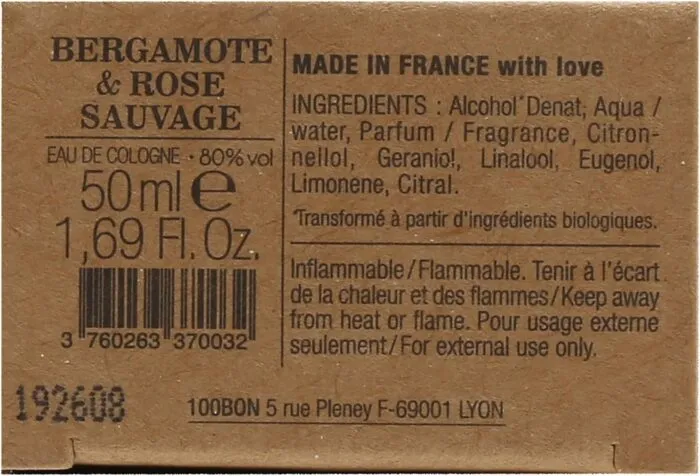 BERGAMOTE
& ROSE
SAUVAGE
EAU DE COLOGNE · 80% vol
50 ml e
1,69 Fl. Oz.
3 760263 370032
MADE IN FRANCE with love
INGREDIENTS : Alcohol* Denat, Aqua /
water, Parfum / Fragrance, Citron-
nellol, Geraniol, Linalool, Eugenol,
Limonene, Citral.
*Transformé à partir d'ingrédients biologiques.
Inflammable/Flammable. Tenir à l'écart
de la chaleur et des flammes/Keep away
from heat or flame. Pour usage externe
seulement/For external use only.
192608
100BON 5 rue Pleney F-69001 LYON